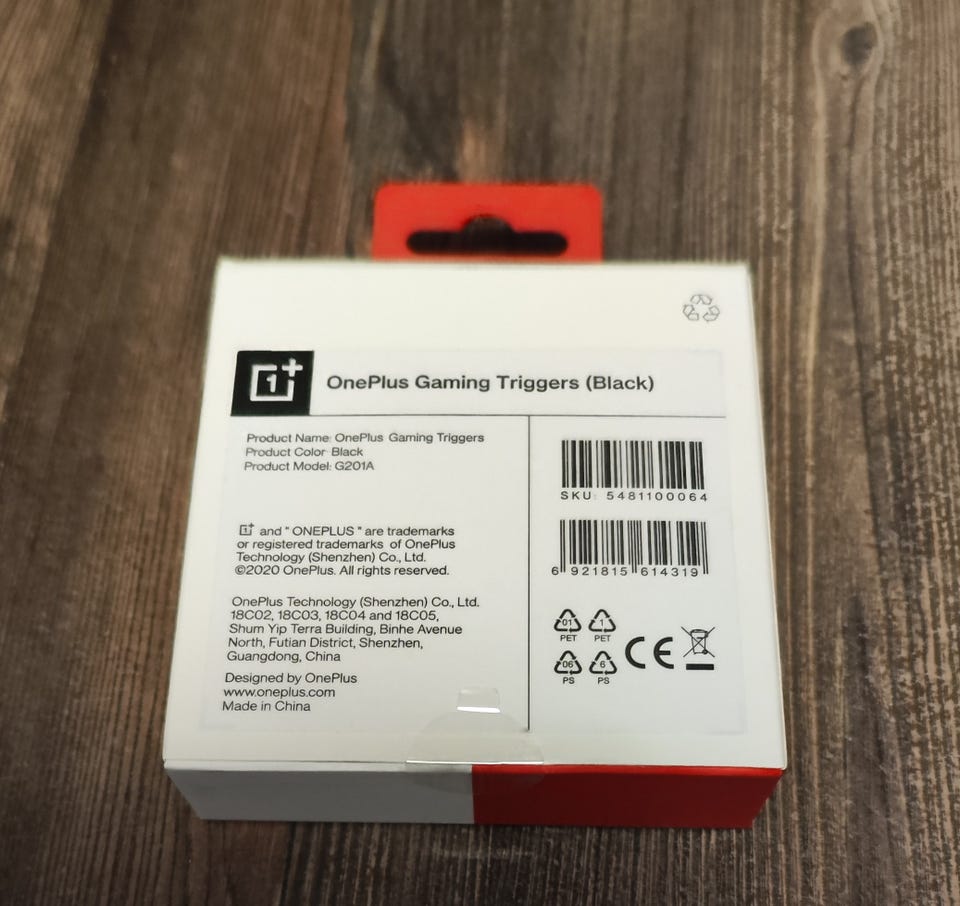 OnePlus Gaming Triggers (Black)
Product Name: OnePlus Gaming Triggers
Product Color: Black
Product Model: G201A
and " ONEPLUS " are trademarks
or registered trademarks of OnePlus
Technology (Shenzhen) Co., Ltd.
©2020 OnePlus. All rights reserved.
OnePlus Technology (Shenzhen) Co., Ltd.
18C02, 18C03, 18C04 and 18C05,
Shum Yip Terra Building, Binhe Avenue
North, Futian District, Shenzhen,
Guangdong, China
Designed by OnePlus
www.oneplus.com
Made in China
SKU: 5481100064
6 921815 614319
01 1
PET PET
06 6
PS PS
CE